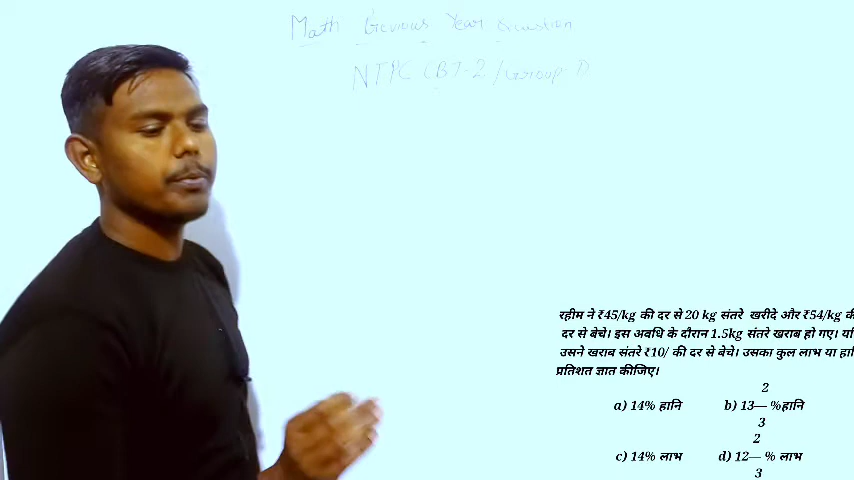 Math Previous Year Question
NTPC CBT-2 / Group D
रहीम ने ₹45/kg की दर से 20 kg संतरे खरीदे और ₹54/kg की
दर से बेचे। इस अवधि के दौरान 1.5kg संतरे खराब हो गए। यदि
उसने खराब संतरे ₹10/ की दर से बेचे। उसका कुल लाभ या हानि
प्रतिशत ज्ञात कीजिए।
a) 14% हानि b) 13 2/3 %हानि
c) 14% लाभ d) 12 2/3 % लाभ